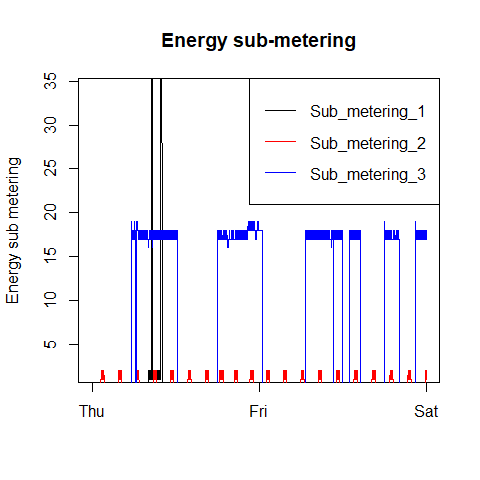 Energy sub-metering
Energy sub metering
35
30
25
20
15
10
5
Sub_metering_1
Sub_metering_2
Sub_metering_3
Thu
Fri
Sat